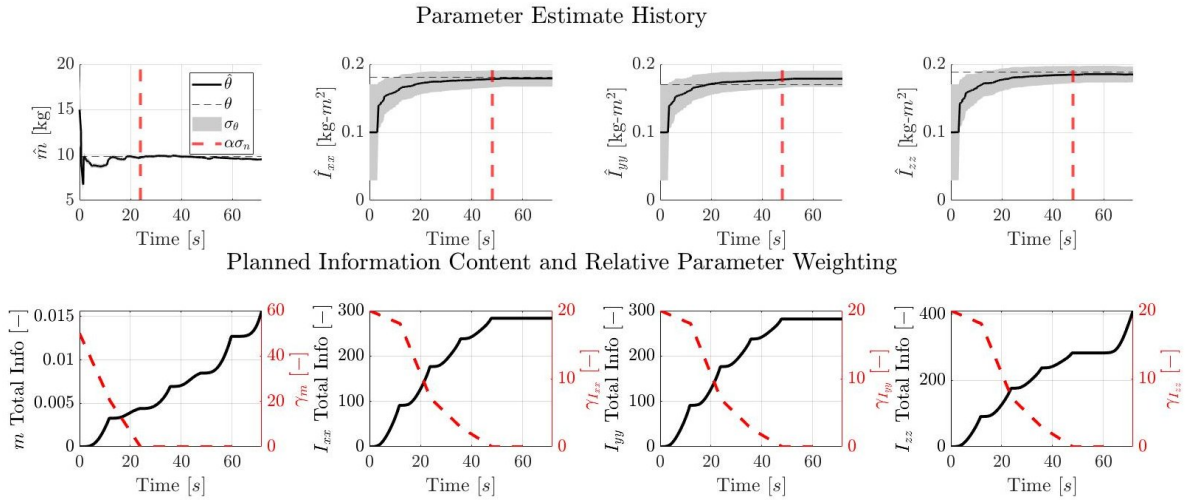 Parameter Estimate History
20
15
10
5
m̂ [kg]
0 20 40 60
Time [s]
θ̂
θ
σ_θ
ασ_n
0.2
0.1
0
Î_xx [kg-m²]
0 20 40 60
Time [s]
0.2
0.1
0
Î_yy [kg-m²]
0 20 40 60
Time [s]
0.2
0.1
0
Î_zz [kg-m²]
0 20 40 60
Time [s]
Planned Information Content and Relative Parameter Weighting
0.015
0.01
0.005
0
m Total Info [−]
60
40
20
0
γ_m [−]
0 20 40 60
Time [s]
300
200
100
0
I_xx Total Info [−]
20
10
0
γ_I_xx [−]
0 20 40 60
Time [s]
300
200
100
0
I_yy Total Info [−]
20
10
0
γ_I_yy [−]
0 20 40 60
Time [s]
400
200
0
I_zz Total Info [−]
20
10
0
γ_I_zz [−]
0 20 40 60
Time [s]